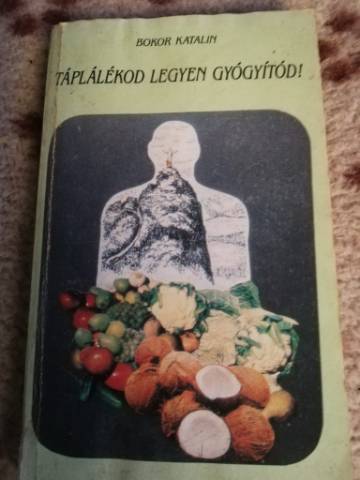 BOKOR KATALIN
TÁPLÁLÉKOD LEGYEN GYÓGYÍTÓD!